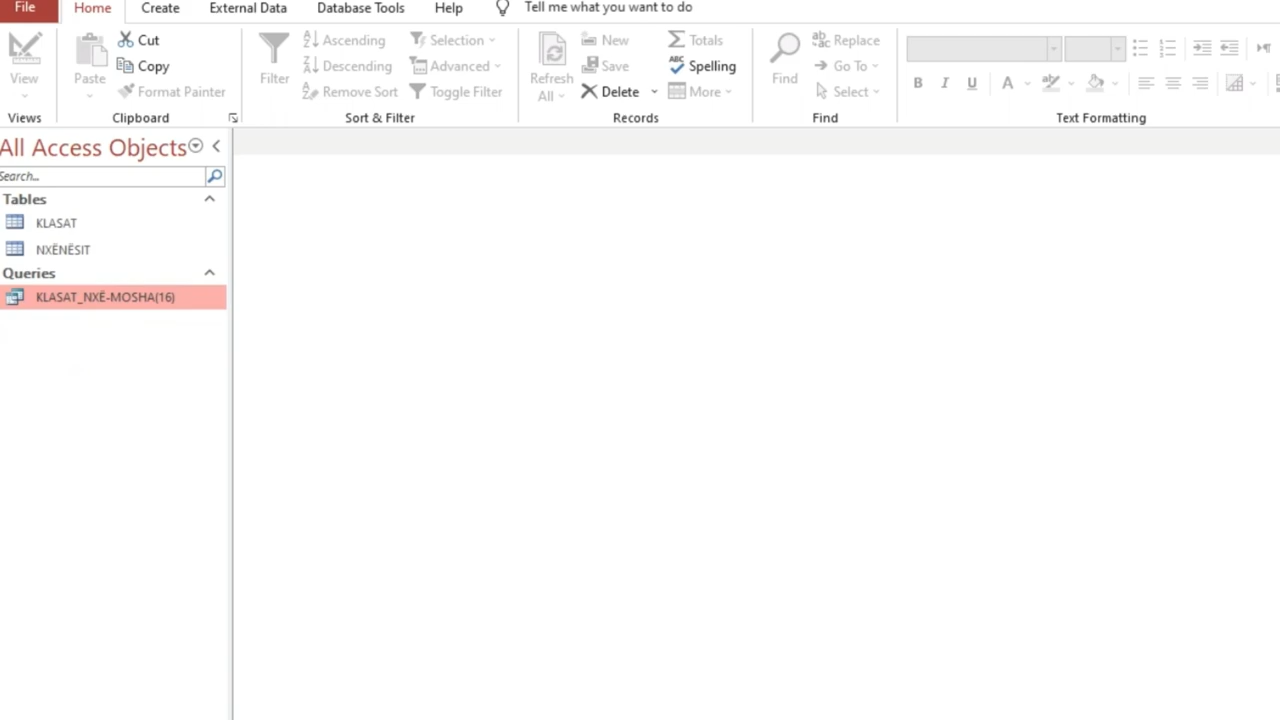 File Home Create External Data Database Tools Help Tell me what you want to do
View
Views
Paste
Cut
Copy
Format Painter
Clipboard
Filter
Ascending
Descending
Remove Sort
Selection
Advanced
Toggle Filter
Sort & Filter
Refresh
All
New
Save
Delete
Totals
Spelling
More
Records
Find
Replace
Go To
Select
Find
B I U A
Text Formatting
All Access Objects
Search...
Tables
KLASAT
NXËNËSIT
Queries
KLASAT_NXË-MOSHA(16)